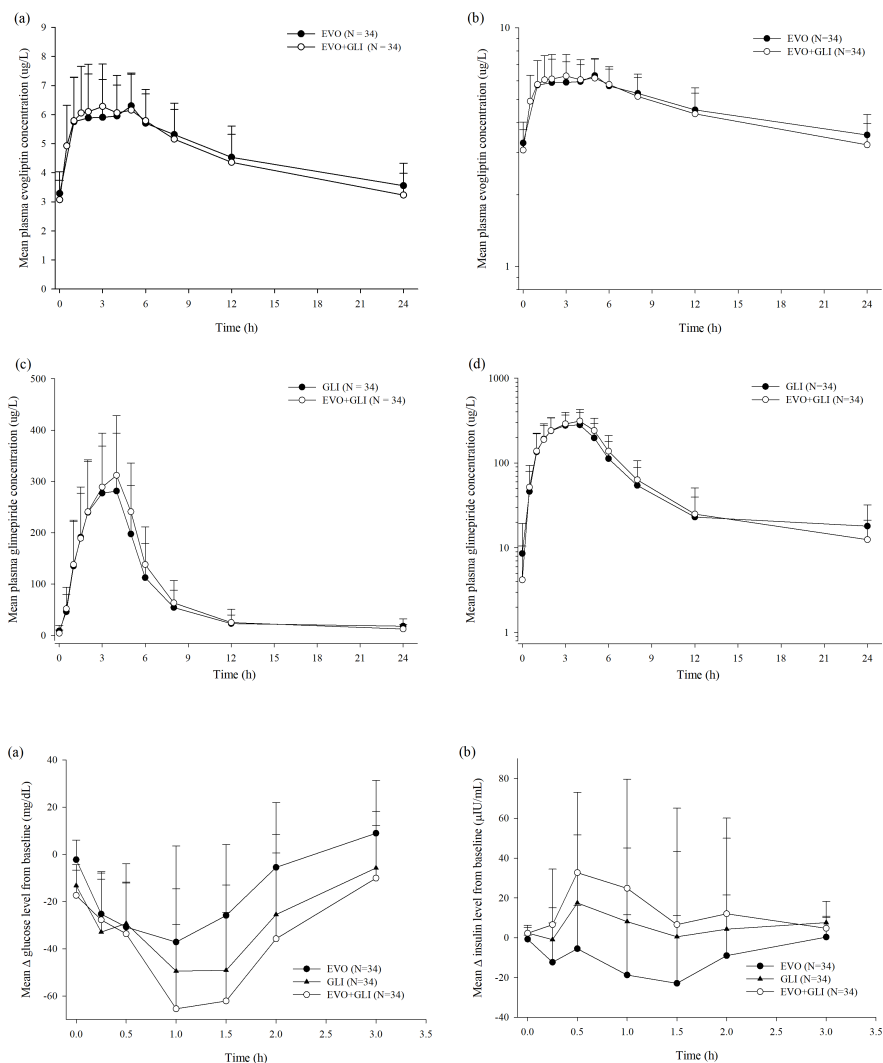 (a)
EVO (N = 34)
EVO+GLI (N = 34)
Mean plasma evogliptin concentration (ug/L)
9
8
7
6
5
4
3
2
1
0
0 3 6 9 12 15 18 21 24
Time (h)
(b)
EVO (N=34)
EVO+GLI (N=34)
Mean plasma evogliptin concentration (ug/L)
10
1
0 3 6 9 12 15 18 21 24
Time (h)
(c)
GLI (N = 34)
EVO+GLI (N = 34)
Mean plasma glimepiride concentration (ug/L)
500
400
300
200
100
0
0 3 6 9 12 15 18 21 24
Time (h)
(d)
GLI (N=34)
EVO+GLI (N=34)
Mean plasma glimepiride concentration (ug/L)
1000
100
10
1
0 3 6 9 12 15 18 21 24
Time (h)
(a)
Mean Δ glucose level from baseline (mg/dL)
40
20
0
-20
-40
-60
EVO (N=34)
GLI (N=34)
EVO+GLI (N=34)
0.0 0.5 1.0 1.5 2.0 2.5 3.0 3.5
Time (h)
(b)
Mean Δ insulin level from baseline (μIU/mL)
80
60
40
20
0
-20
-40
EVO (N=34)
GLI (N=34)
EVO+GLI (N=34)
0.0 0.5 1.0 1.5 2.0 2.5 3.0 3.5
Time (h)